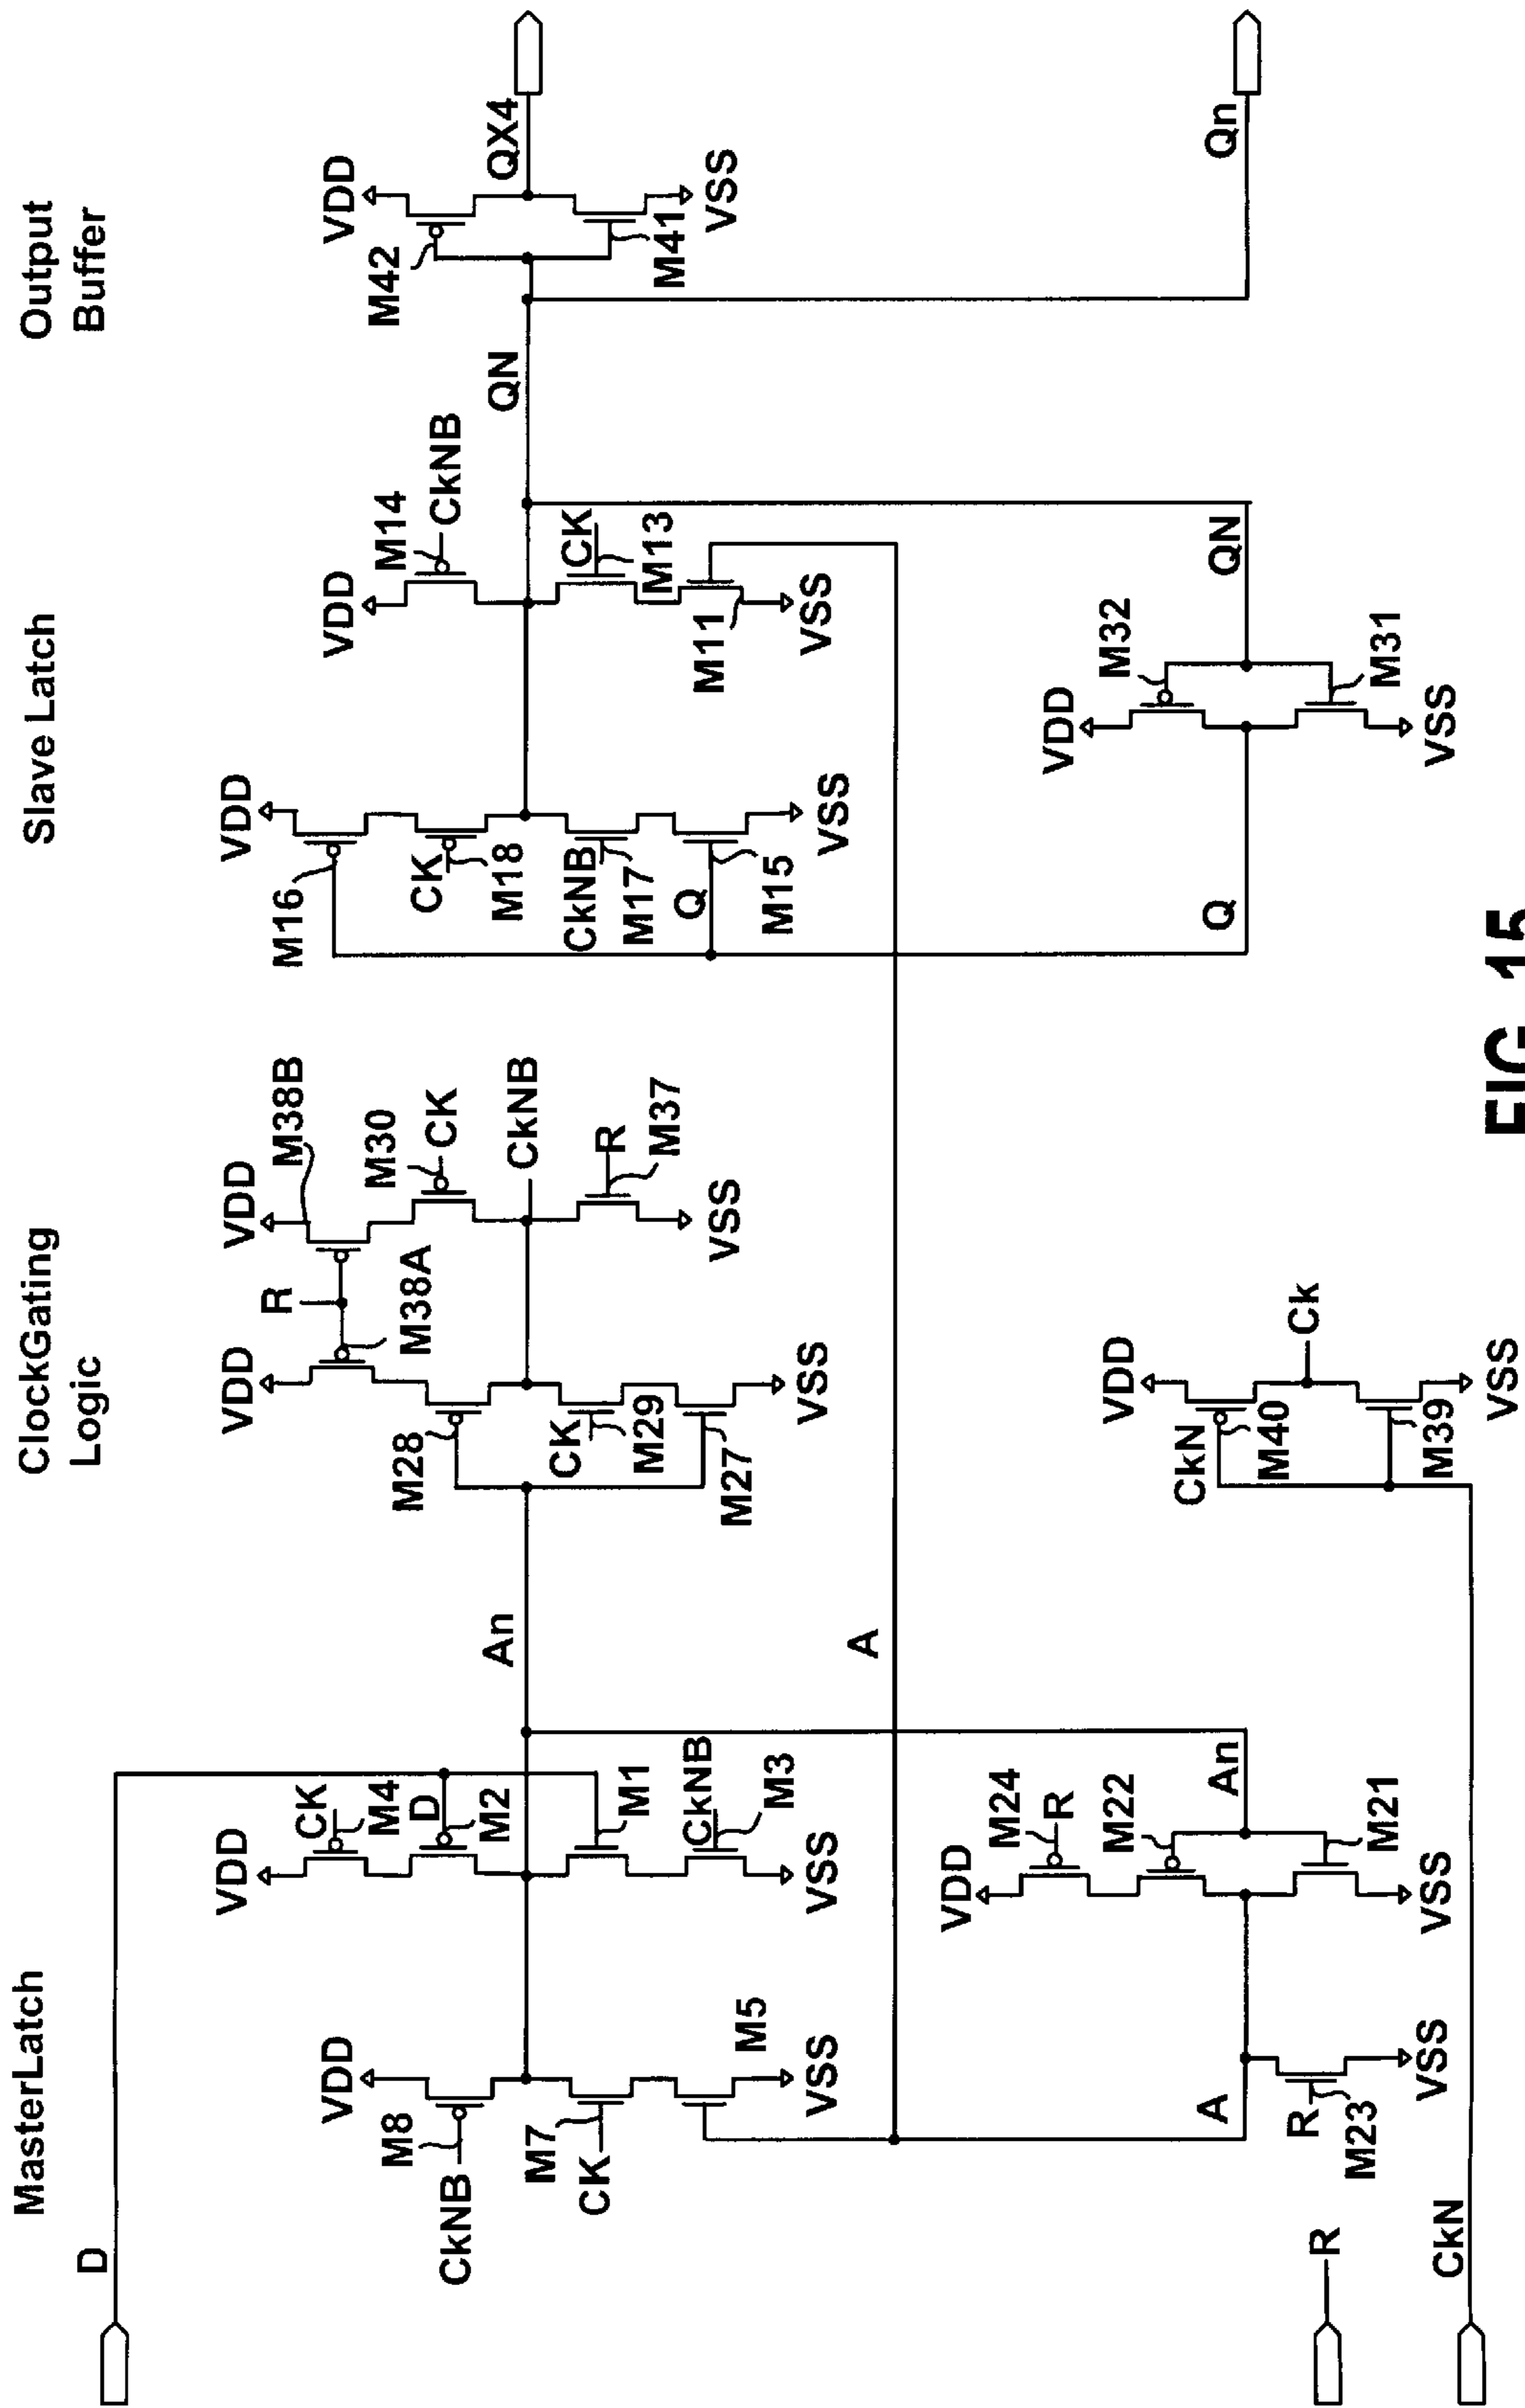 MasterLatch
ClockGating
Logic
Slave Latch
Output
Buffer
D
VDD
M8
CkNB
M7
CK
M5
VSS
VDD
CK
M4
D
M2
M1
CkNB
M3
VSS
An
A
VDD
M24
R
M22
An
M21
VSS
A
R
M23
VSS
R
CkN
VDD
R
M38A
M28
CK
M29
M27
VSS
VDD
M38B
M30
CK
CkNB
R
M37
VSS
VDD
CkN
M40
Ck
M39
VSS
VDD
M16
CK
M18
CkNB
M17
Q
M15
VSS
VDD
M14
CkNB
CK
M13
M11
VSS
QN
VDD
M32
QN
M31
Q
VSS
VDD
M42
QX4
M41
VSS
Qn
FIG. 15